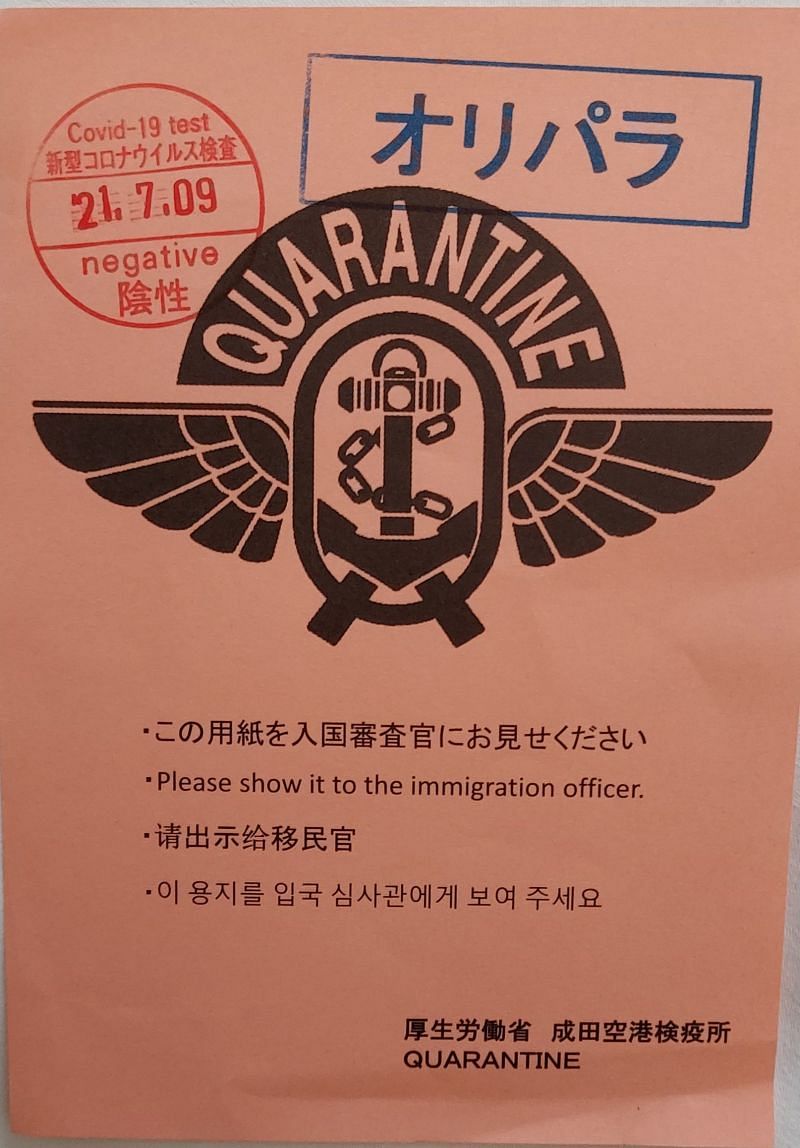 オリパラ
Covid-19 test
新型コロナウイルス検査
21.7.09
negative
陰性
QUARANTINE
・この用紙を入国審査官にお見せください
・Please show it to the immigration officer.
・请出示给移民官
・이 용지를 입국 심사관에게 보여 주세요
厚生労働省 成田空港検疫所
QUARANTINE